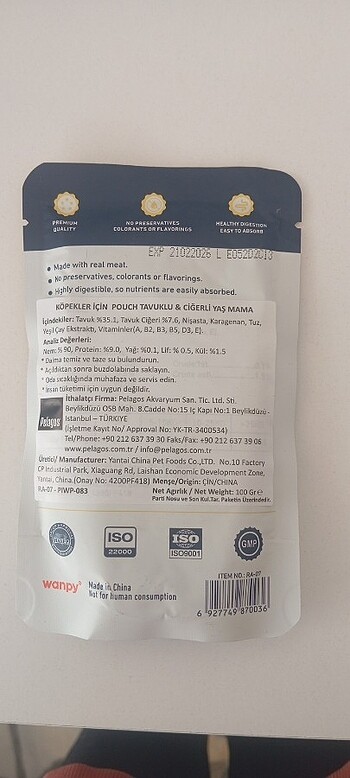 PREMIUM
QUALITY
NO PRESERVATIVES
COLORANTS OR FLAVORINGS
HEALTHY DIGESTION
EASY TO ABSORB
EXP 21022026 L E05202013
• Made with real meat.
• No preservatives, colorants or flavorings.
• Highly digestible, so nutrients are easily absorbed.
KÖPEKLER İÇİN POUCH TAVUKLU & CİĞERLİ YAŞ MAMA
İçindekiler: Tavuk %35.1, Tavuk Ciğeri %7.6, Nişasta, Karagenan, Tuz,
Yeşil Çay Ekstraktı, Vitaminler(A, B2, B3, B5, D3, E).
Analiz Değerleri:
Nem: % 90, Protein: %9.0, Yağ: %0.1, Lif: % 0.5, Kül: %1.5
* Daima temiz ve taze su bulundurun.
* Açıldıktan sonra buzdolabında saklayın.
* Oda sıcaklığında muhafaza ve servis edin.
* İnsan tüketimi için uygun değildir.
Pelagos
İthalatçı Firma: Pelagos Akvaryum San. Tic. Ltd. Sti.
Beylikdüzü OSB Mah. 8.Cadde No:15 İç Kapı No:1 Beylikdüzü-
Istanbul – TÜRKIYE
(İşletme Kayıt No/ Approval No: YK-TR-3400534)
Tel/Phone: +90 212 637 39 30 Faks/Fax: +90 212 637 39 06
www.pelagos.com.tr / info@pelagos.com.tr
Üretici/ Manufacturer: Yantai China Pet Foods Co.,LTD. No.10 Factory
CP Industrial Park, Xiaguang Rd, Laishan Economic Development Zone,
Yantai, China.(Onay No: 4200PF418) Menşe/Origin: ÇİN/CHINA
RA-07 - PIWP-083
Net Agırlık / Net Weight: 100 Gr e
Parti Nosu ve Son Kul.Tar. Paketin Üzerindedir.
ISO
22000
ISO
ISO9001
GMP
ITEM NO.: RA-07
wanpy®
Made in China
Not for human consumption
6 927749 870036